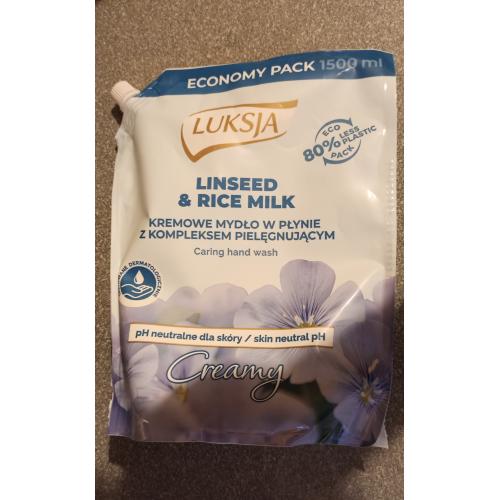 ECONOMY PACK 1500 ml
LUKSJA
ECO
80% LESS
PLASTIC
PACK
LINSEED
& RICE MILK
KREMOWE MYDŁO W PŁYNIE
Z KOMPLEKSEM PIELĘGNUJĄCYM
Caring hand wash
DERMATOLOGICZNIE
pH neutralne dla skóry / skin neutral pH
Creamy